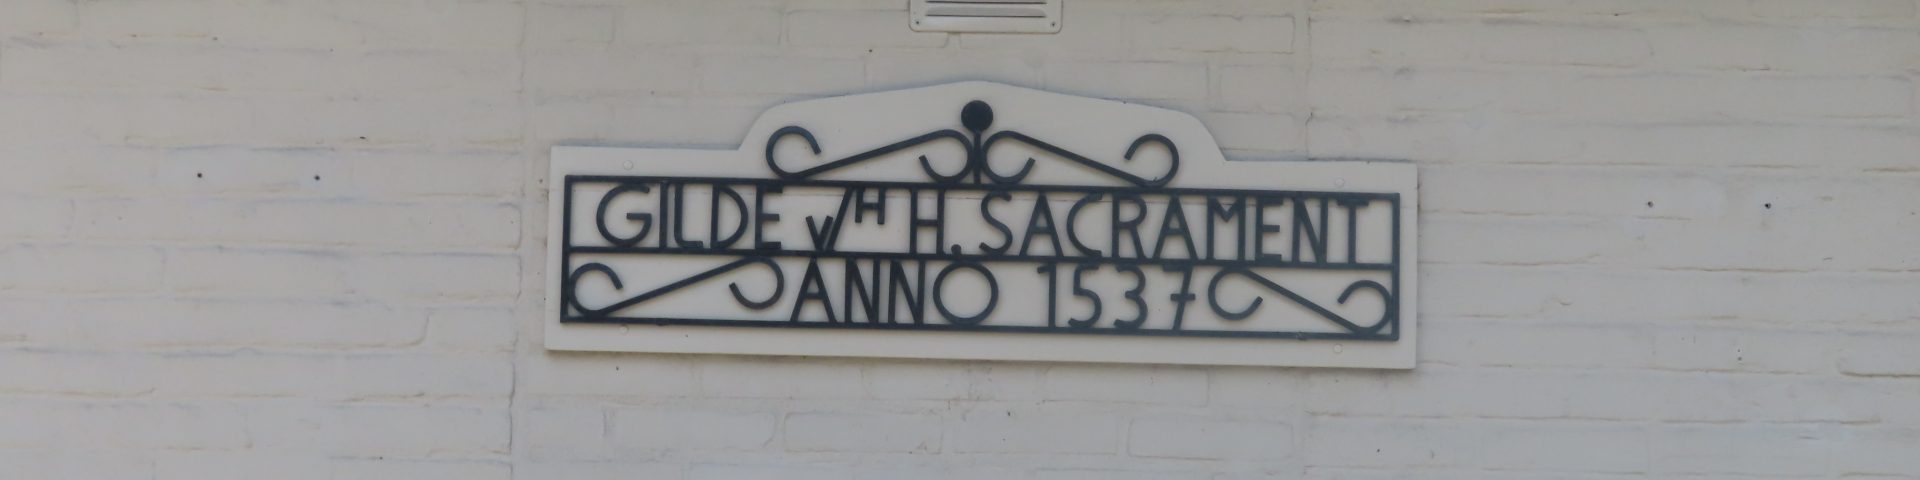 GILDE v/H H. SACRAMENT
ANNO 1537